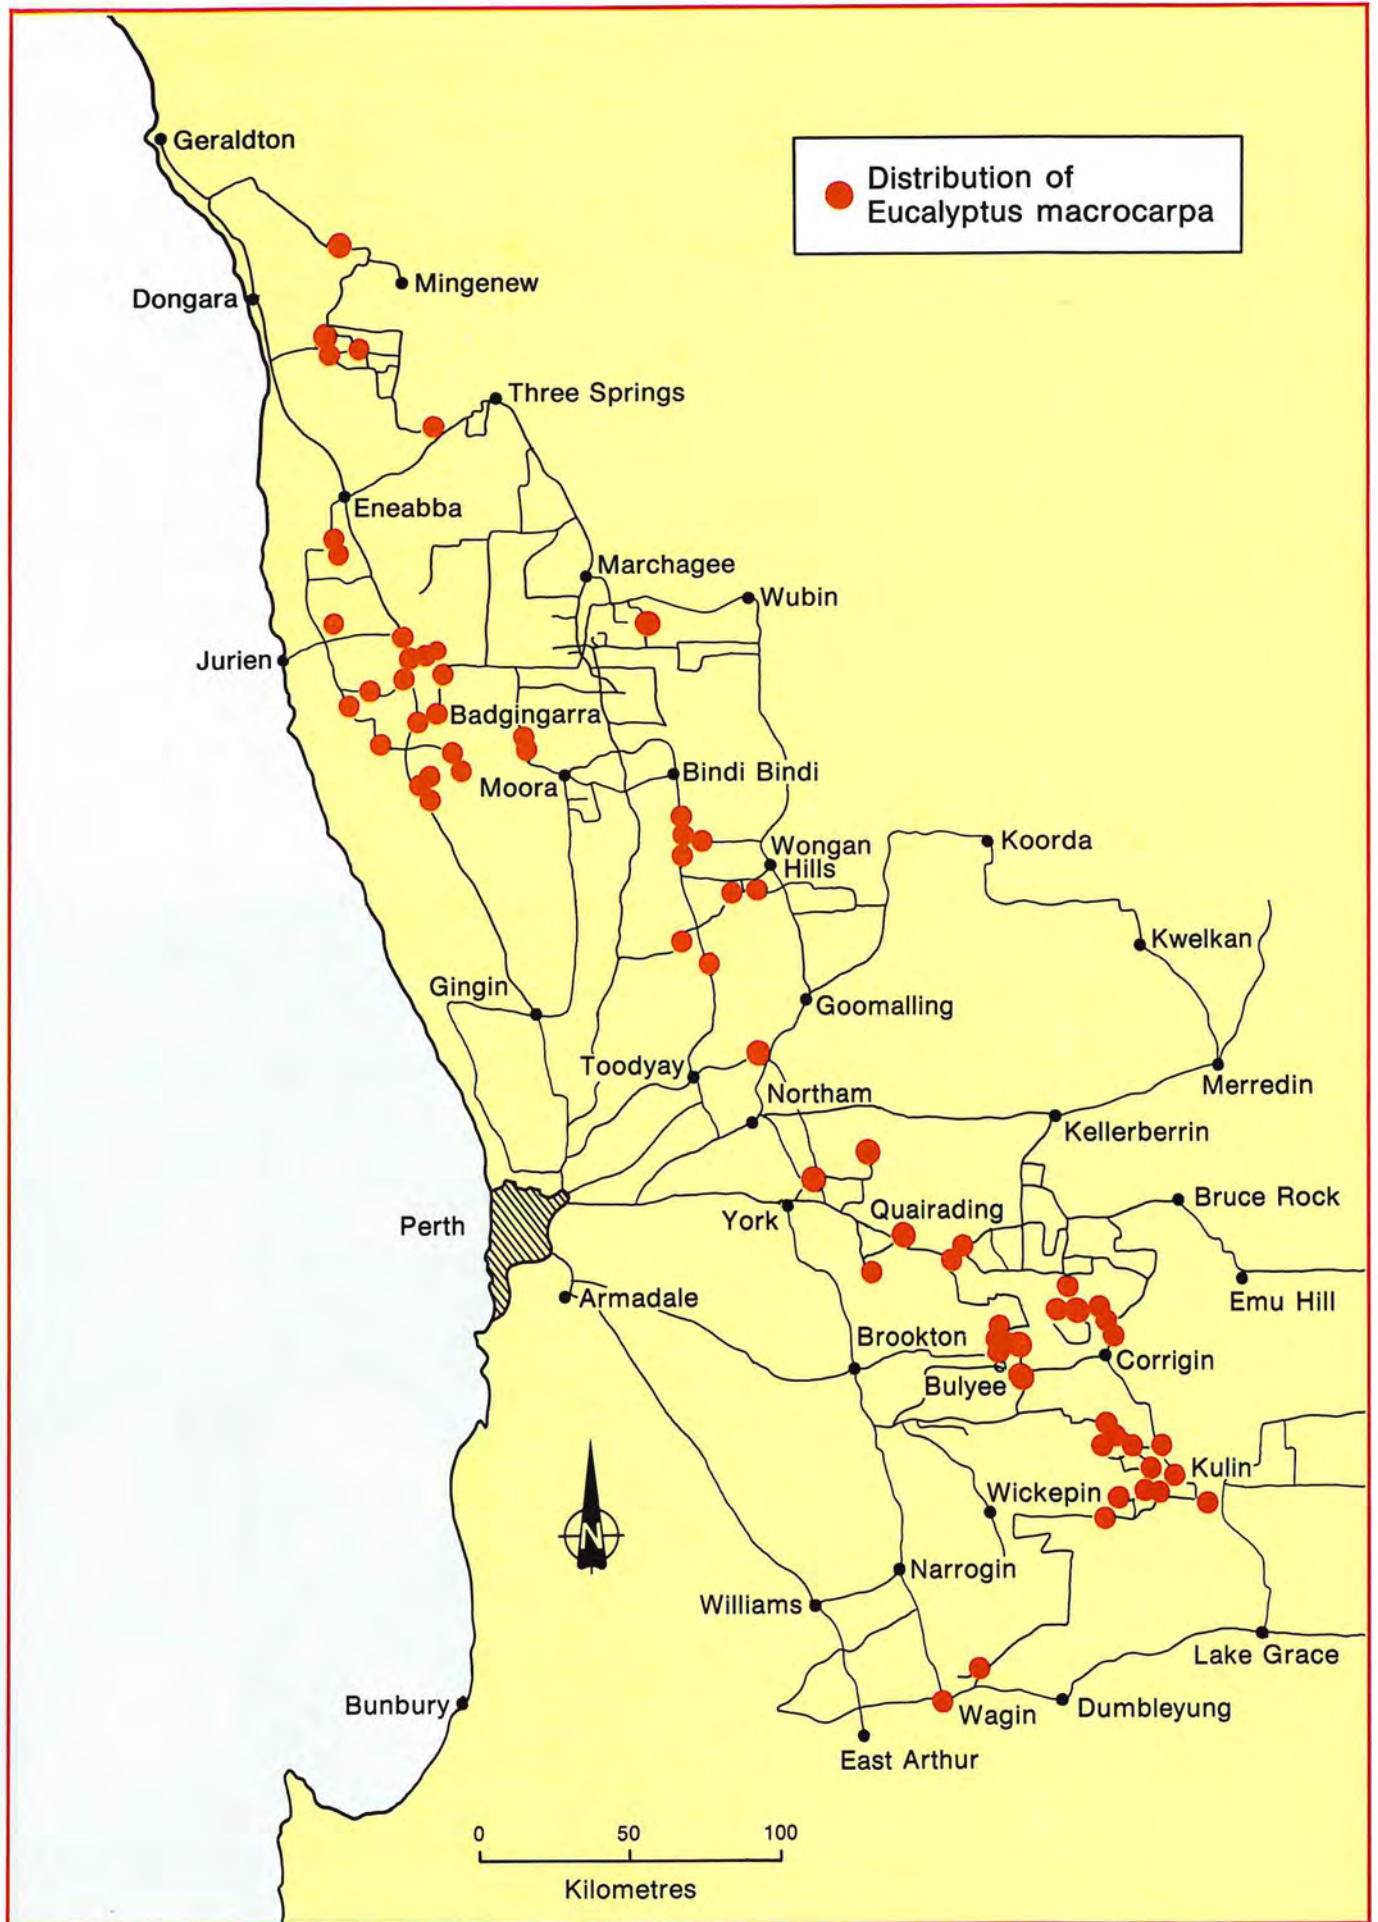 Geraldton
Distribution of
Eucalyptus macrocarpa
Mingenew
Dongara
Three Springs
Eneabba
Marchagee
Wubin
Jurien
Badgingarra
Moora
Bindi Bindi
Wongan
Hills
Koorda
Kwelkan
Gingin
Goomalling
Toodyay
Merredin
Northam
Kellerberrin
Bruce Rock
Quairading
York
Perth
Armadale
Emu Hill
Brookton
Corrigin
Bulyee
Kulin
Wickepin
N
Narrogin
Williams
Lake Grace
Bunbury
Wagin
Dumbleyung
East Arthur
0 50 100
Kilometres